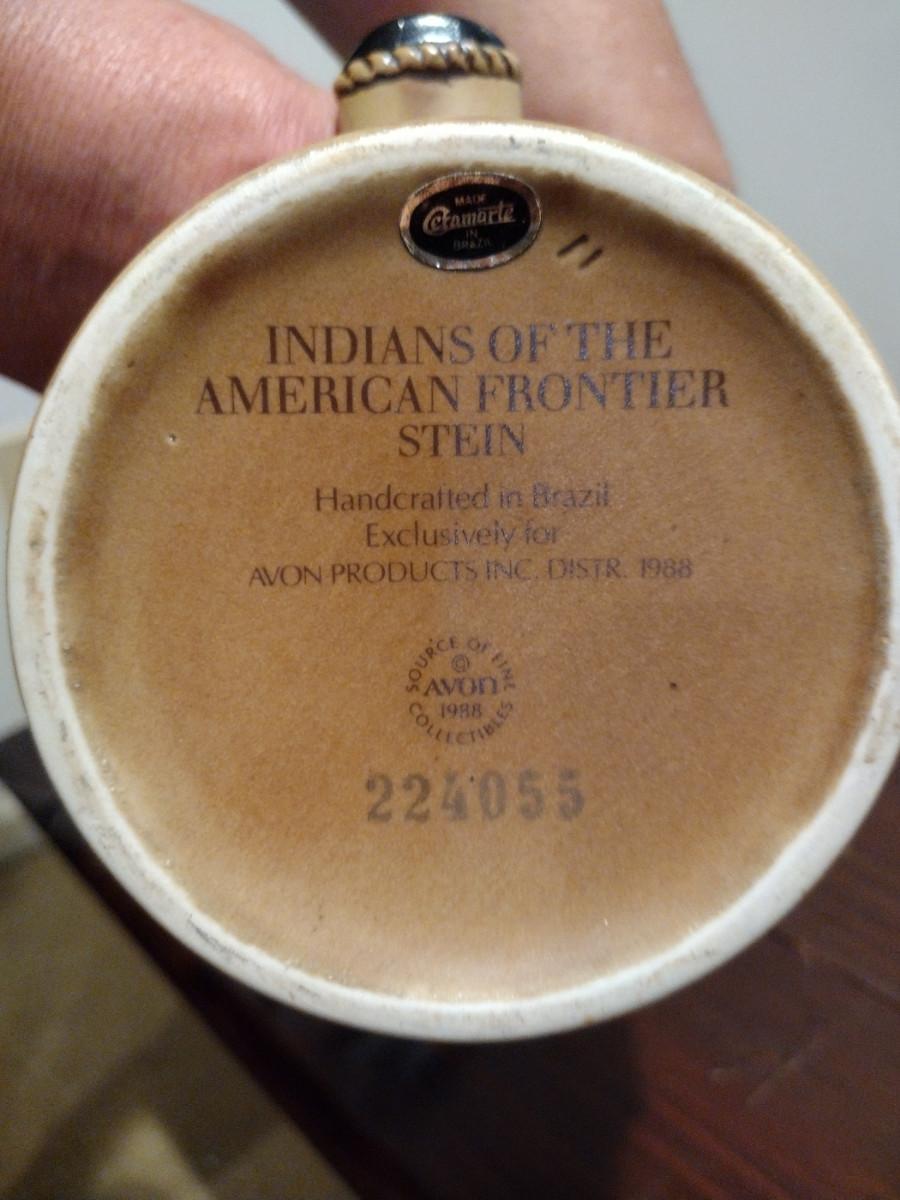 MADE
Ceramarte
IN
BRAZIL
INDIANS OF THE
AMERICAN FRONTIER
STEIN
Handcrafted in Brazil
Exclusively for
AVON PRODUCTS INC. DISTR. 1988
SOURCE OF FINE
@
AVON
1988
COLLECTIBLES
224055